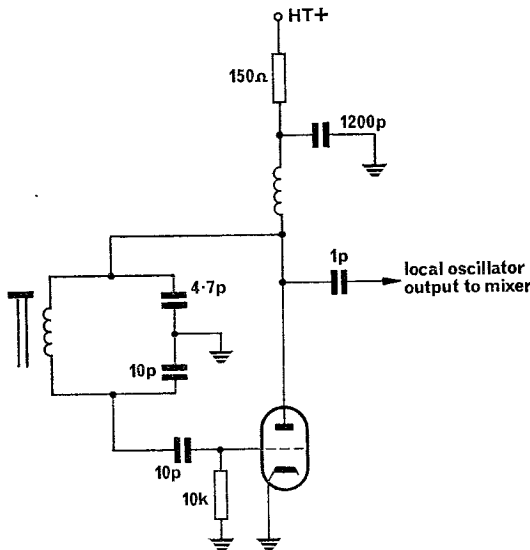 HT+
150Ω
1200p
1p
local oscillator
output to mixer
4·7p
10p
10p
10k